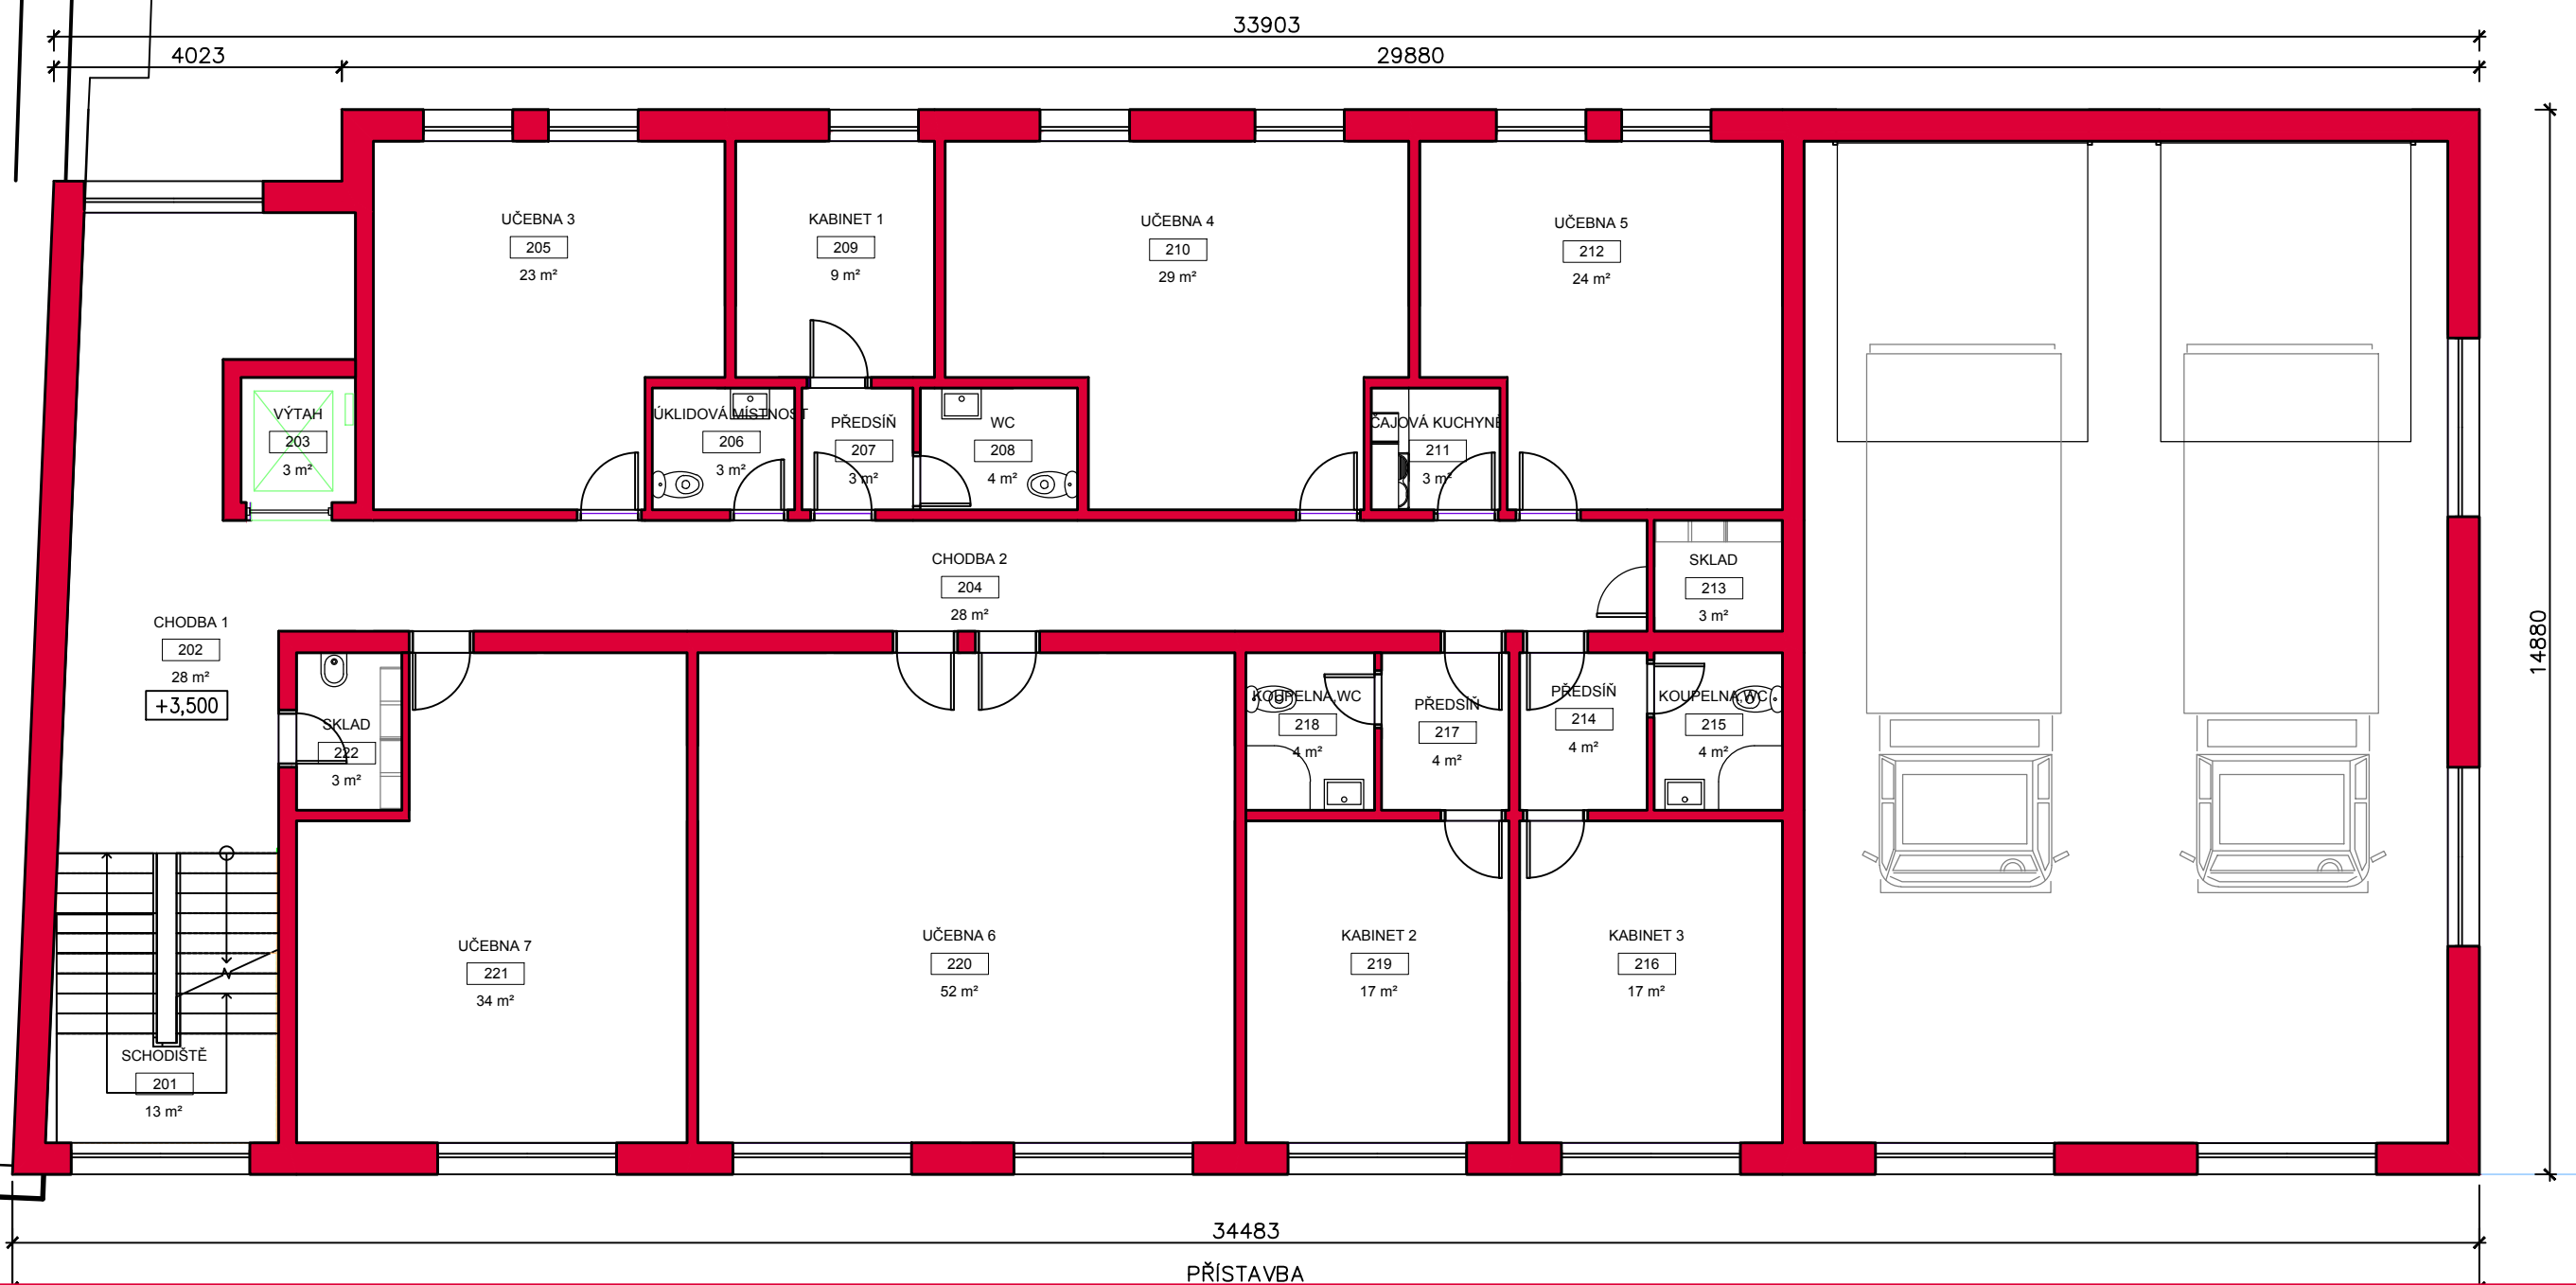 33903
4023
29880
UČEBNA 3
205
23 m²
KABINET 1
209
9 m²
UČEBNA 4
210
29 m²
UČEBNA 5
212
24 m²
VÝTAH
203
3 m²
ÚKLIDOVÁ MÍSTNOST
206
3 m²
PŘEDSÍŇ
207
3 m²
WC
208
4 m²
ČAJOVÁ KUCHYNĚ
211
3 m²
CHODBA 2
204
28 m²
SKLAD
213
3 m²
CHODBA 1
202
28 m²
+3,500
14880
SKLAD
222
3 m²
KOUPELNA,WC
218
4 m²
PŘEDSÍŇ
217
4 m²
PŘEDSÍŇ
214
4 m²
KOUPELNA,WC
215
4 m²
UČEBNA 7
221
34 m²
UČEBNA 6
220
52 m²
KABINET 2
219
17 m²
KABINET 3
216
17 m²
SCHODIŠTĚ
201
13 m²
34483
PŘÍSTAVBA